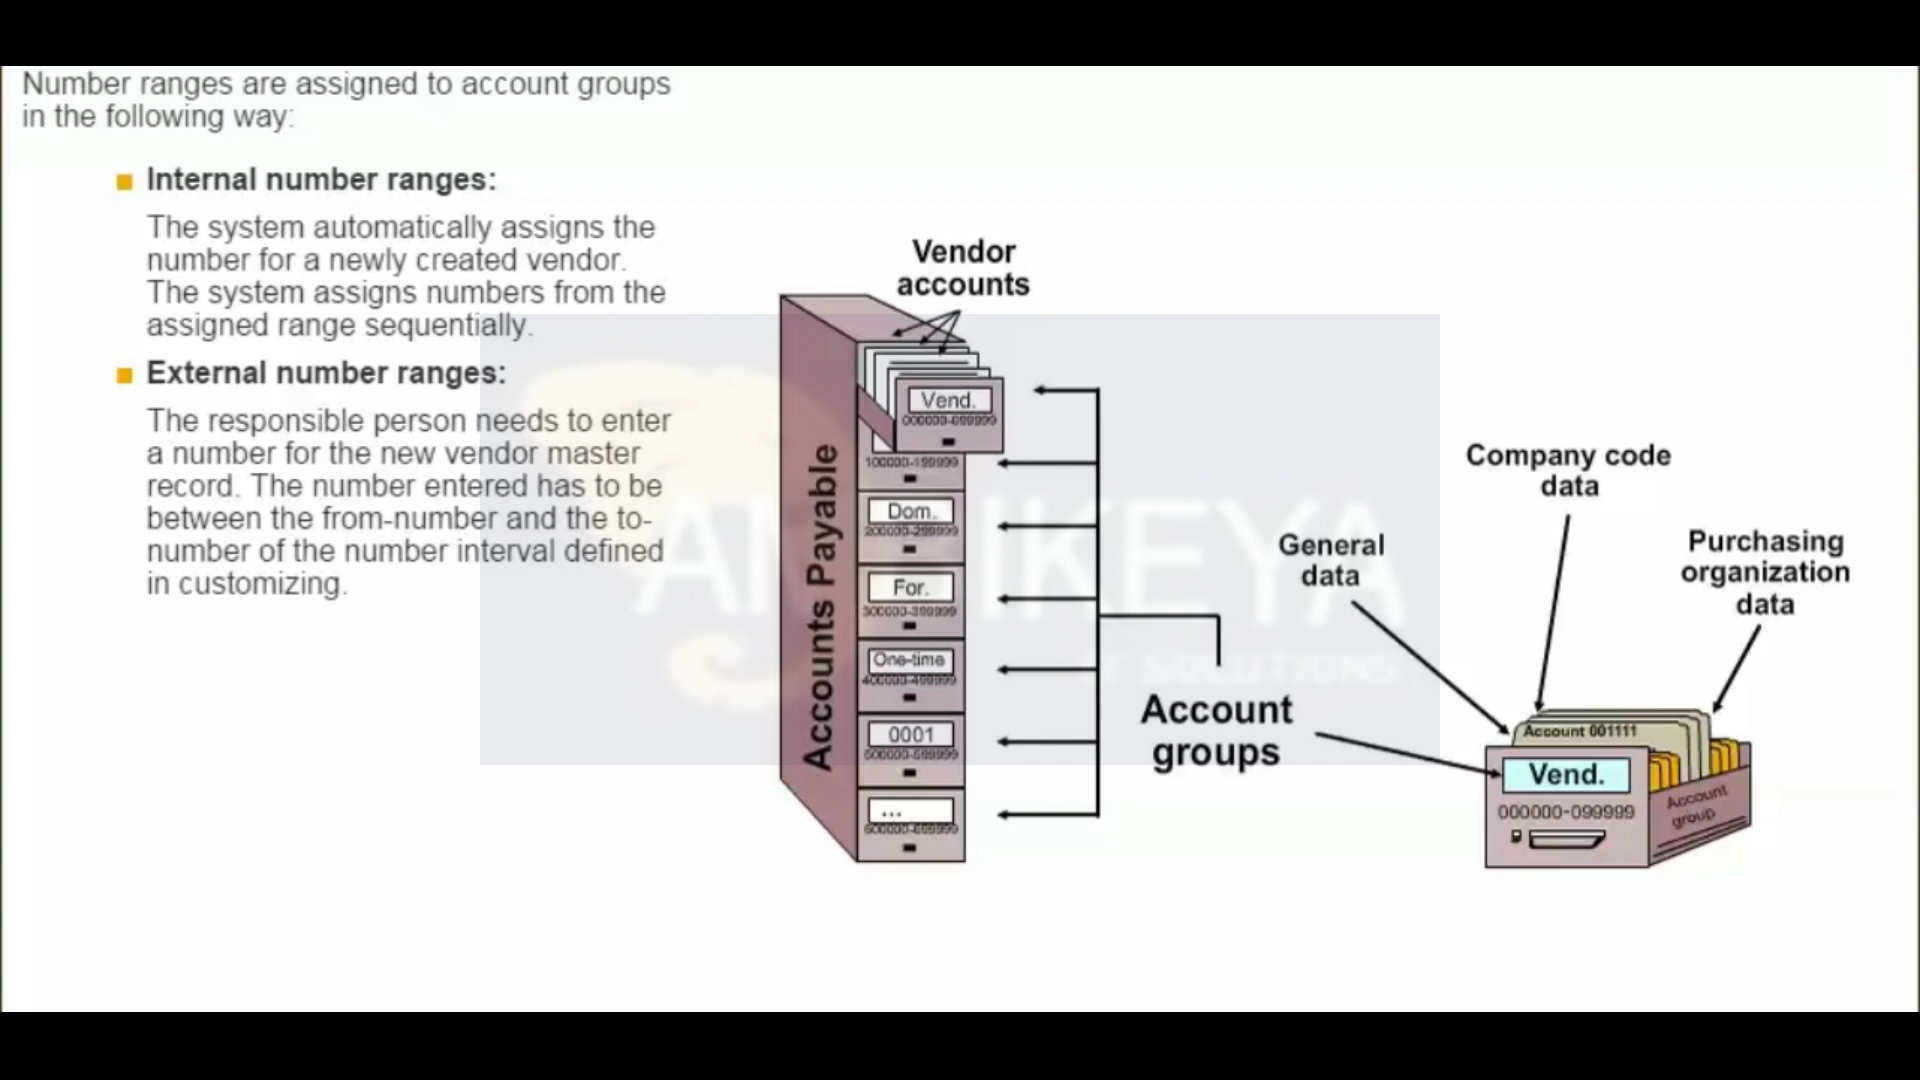 Number ranges are assigned to account groups
in the following way:
Internal number ranges:
The system automatically assigns the
number for a newly created vendor.
The system assigns numbers from the
assigned range sequentially.
External number ranges:
The responsible person needs to enter
a number for the new vendor master
record. The number entered has to be
between the from-number and the to-
number of the number interval defined
in customizing.
Vendor
accounts
Accounts Payable
Vend.
000000-099999
100000-199999
Dom.
200000-299999
For.
300000-399999
One-time
400000-499999
0001
500000-599999
...
600000-699999
Account
groups
General
data
Company code
data
Purchasing
organization
data
Account 001111
Vend.
000000-099999
Account
group
SOLUTIONS